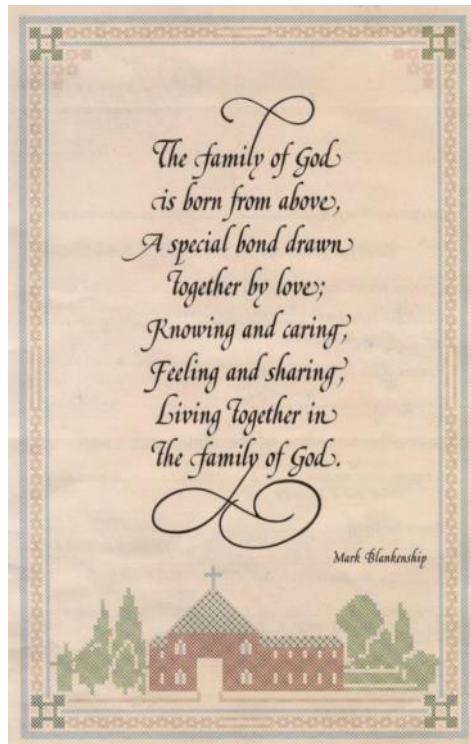 The family of God
is born from above,
A special bond drawn
together by love;
Knowing and caring,
Feeling and sharing,
Living together in
the family of God.
Mark Blankenship